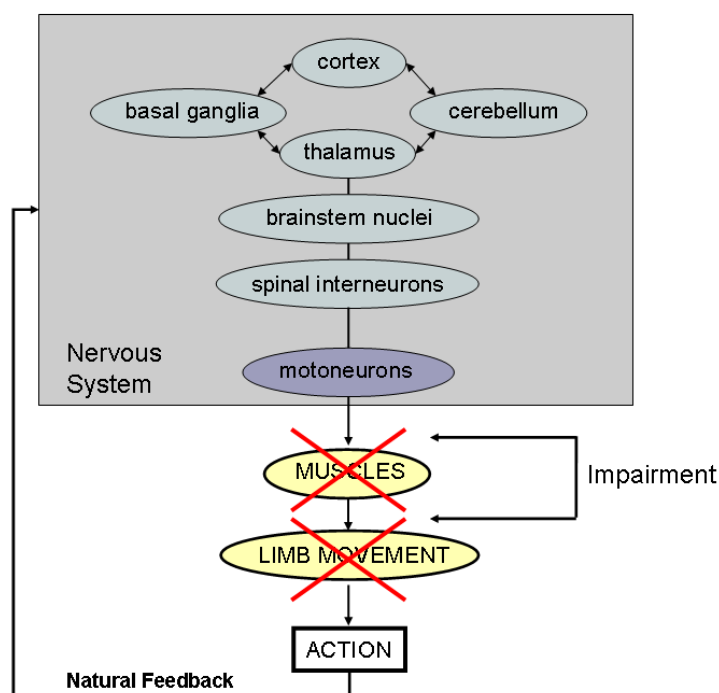 cortex
basal ganglia
cerebellum
thalamus
brainstem nuclei
spinal interneurons
Nervous
System
motoneurons
MUSCLES
Impairment
LIMB MOVEMENT
ACTION
Natural Feedback